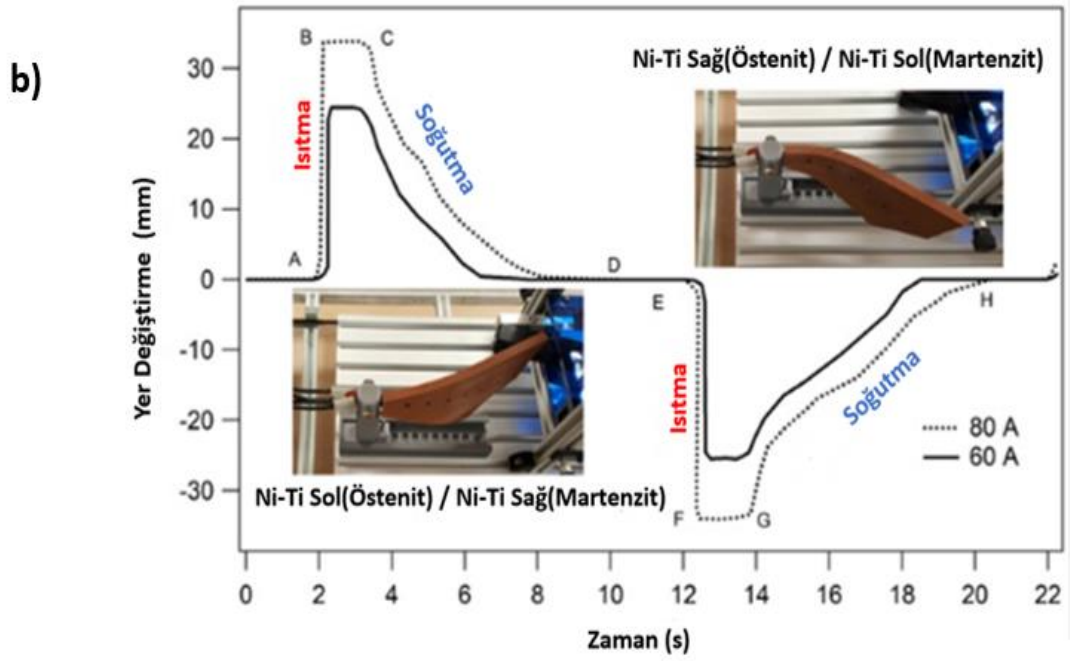 b)
Yer Değiştirme (mm)
30
20
10
0
-10
-20
-30
A
B
C
D
E
F
G
H
Isıtma
Soğutma
Isıtma
Soğutma
Ni-Ti Sağ(Östenit) / Ni-Ti Sol(Martenzit)
Ni-Ti Sol(Östenit) / Ni-Ti Sağ(Martenzit)
80 A
60 A
0 2 4 6 8 10 12 14 16 18 20 22
Zaman (s)